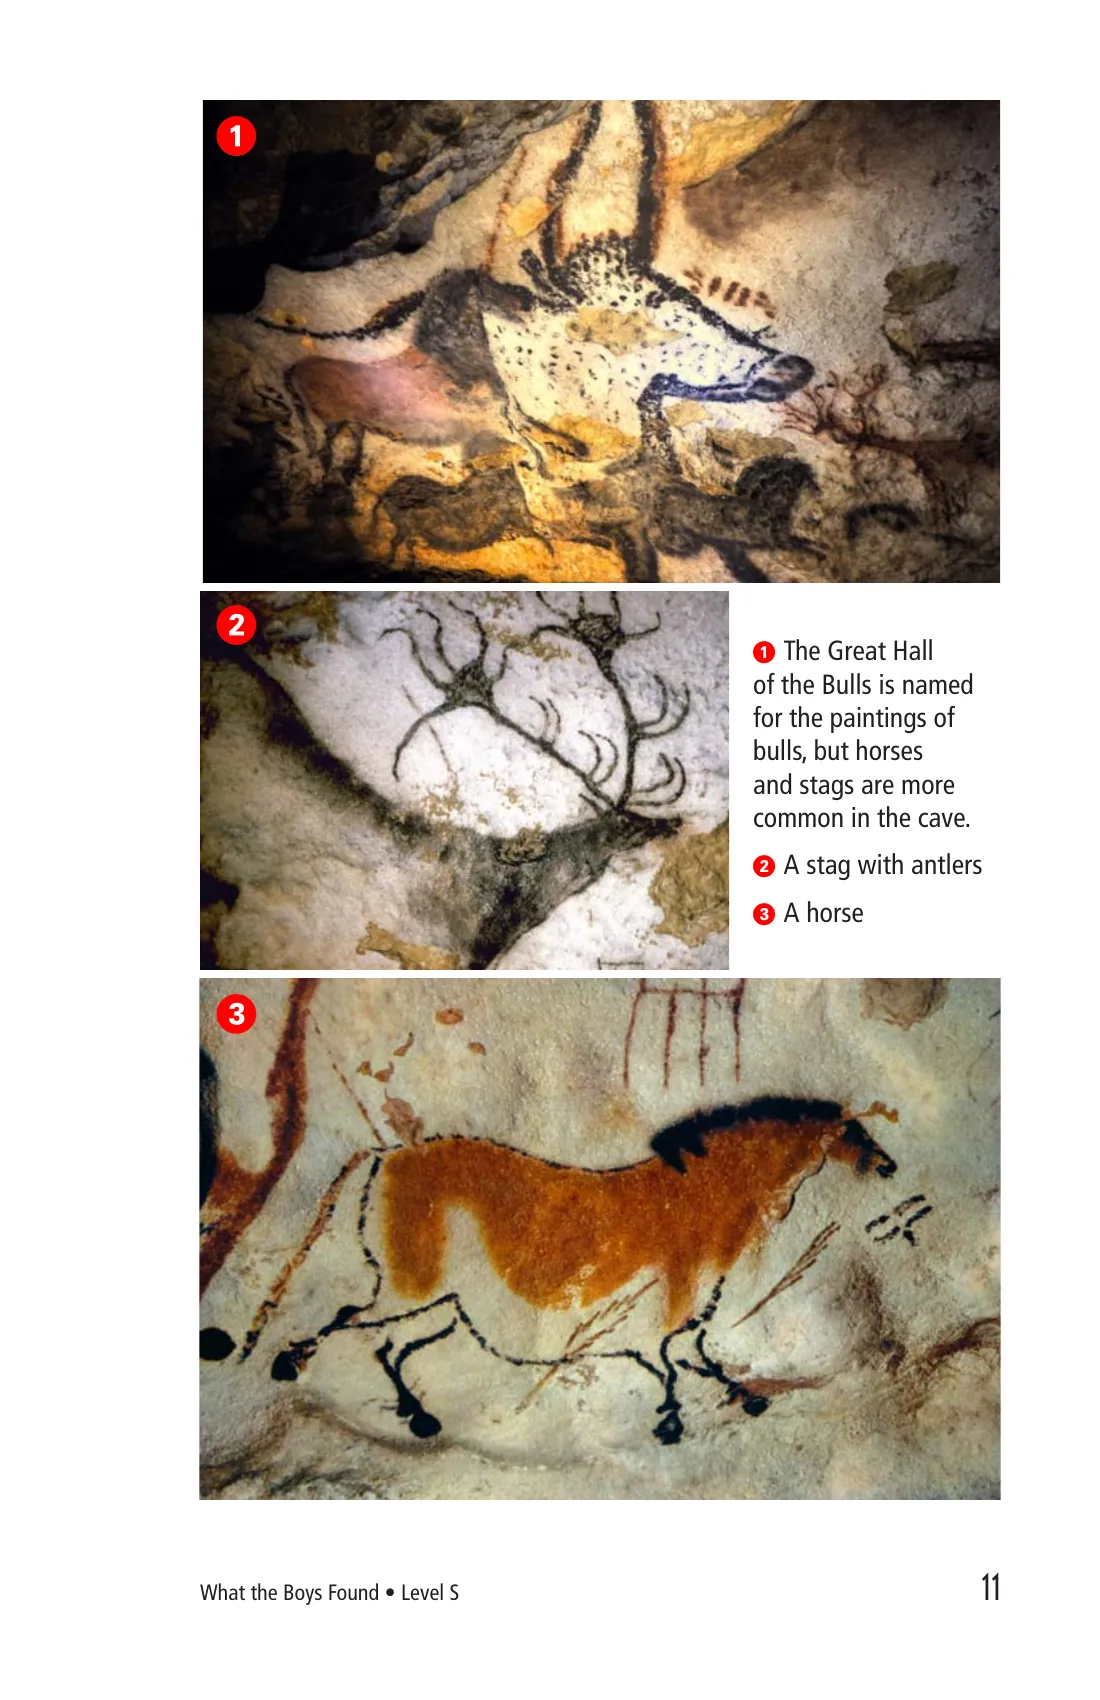 1
2
1 The Great Hall
of the Bulls is named
for the paintings of
bulls, but horses
and stags are more
common in the cave.
2 A stag with antlers
3 A horse
3
What the Boys Found • Level S
11